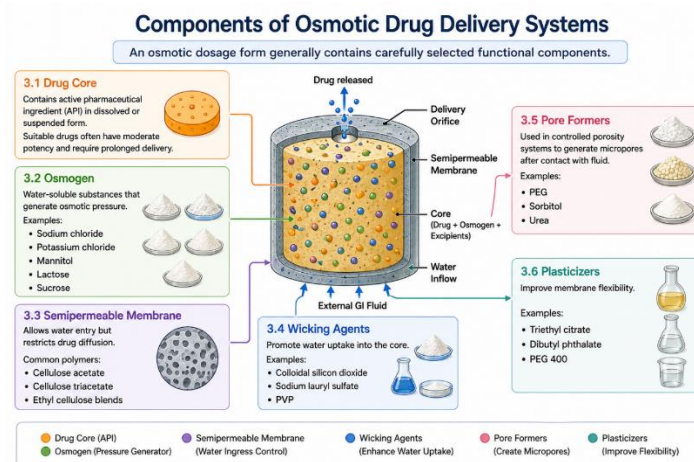 Components of Osmotic Drug Delivery Systems
An osmotic dosage form generally contains carefully selected functional components.
3.1 Drug Core
Contains active pharmaceutical
ingredient (API) in dissolved or
suspended form.
Suitable drugs often have moderate
potency and require prolonged delivery.
3.2 Osmogen
Water-soluble substances that
generate osmotic pressure.
Examples:
• Sodium chloride
• Potassium chloride
• Mannitol
• Lactose
• Sucrose
3.3 Semipermeable Membrane
Allows water entry but
restricts drug diffusion.
Common polymers:
• Cellulose acetate
• Cellulose triacetate
• Ethyl cellulose blends
Drug released
Delivery
Orifice
Semipermeable
Membrane
Core
(Drug + Osmogen +
Excipients)
Water
Inflow
External GI Fluid
3.4 Wicking Agents
Promote water uptake into the core.
Examples:
• Colloidal silicon dioxide
• Sodium lauryl sulfate
• PVP
3.5 Pore Formers
Used in controlled porosity
systems to generate micropores
after contact with fluid.
Examples:
• PEG
• Sorbitol
• Urea
3.6 Plasticizers
Improve membrane flexibility.
Examples:
• Triethyl citrate
• Dibutyl phthalate
• PEG 400
Drug Core (API)
Osmogen (Pressure Generator)
Semipermeable Membrane
(Water Ingress Control)
Wicking Agents
(Enhance Water Uptake)
Pore Formers
(Create Micropores)
Plasticizers
(Improve Flexibility)